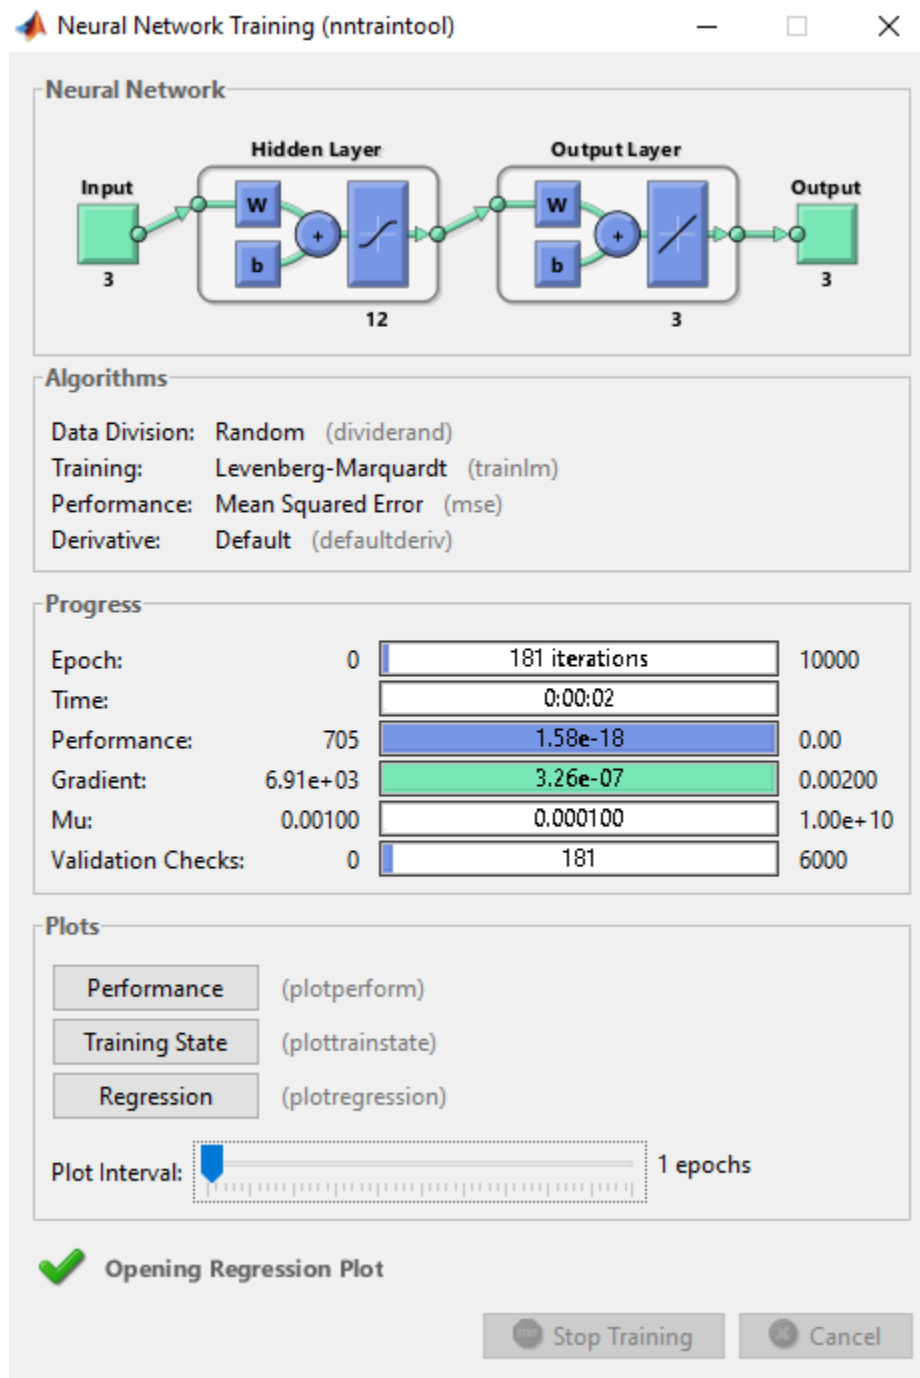 Neural Network Training (nntraintool)
Neural Network
Hidden Layer Output Layer
Input Output
W W
+ +
b b
3 3
12 3
Algorithms
Data Division: Random (dividerand)
Training: Levenberg-Marquardt (trainlm)
Performance: Mean Squared Error (mse)
Derivative: Default (defaultderiv)
Progress
Epoch: 0 181 iterations 10000
Time: 0:00:02
Performance: 705 1.58e-18 0.00
Gradient: 6.91e+03 3.26e-07 0.00200
Mu: 0.00100 0.000100 1.00e+10
Validation Checks: 0 181 6000
Plots
Performance (plotperform)
Training State (plottrainstate)
Regression (plotregression)
Plot Interval: 1 epochs
Opening Regression Plot
STOP Stop Training Cancel